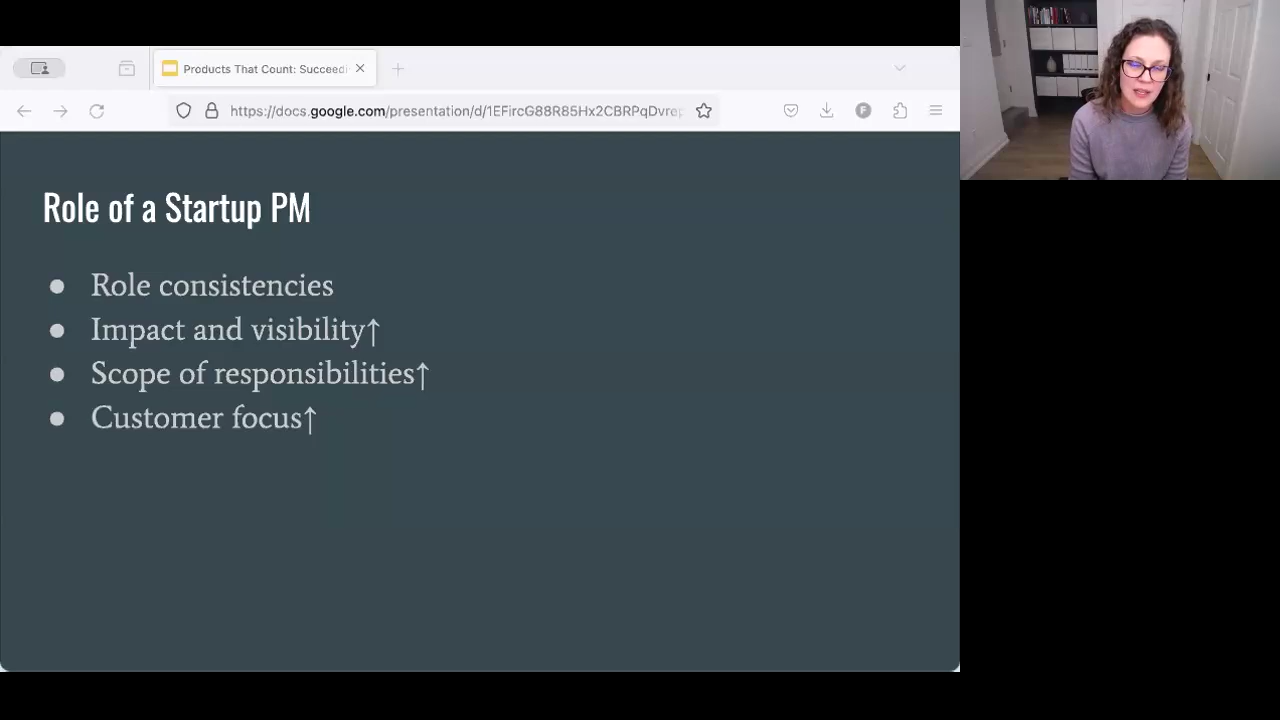 Products That Count: Succeedi
https://docs.google.com/presentation/d/1EFircG88R85Hx2CBRPqDvrep
F
Role of a Startup PM
● Role consistencies
● Impact and visibility↑
● Scope of responsibilities↑
● Customer focus↑